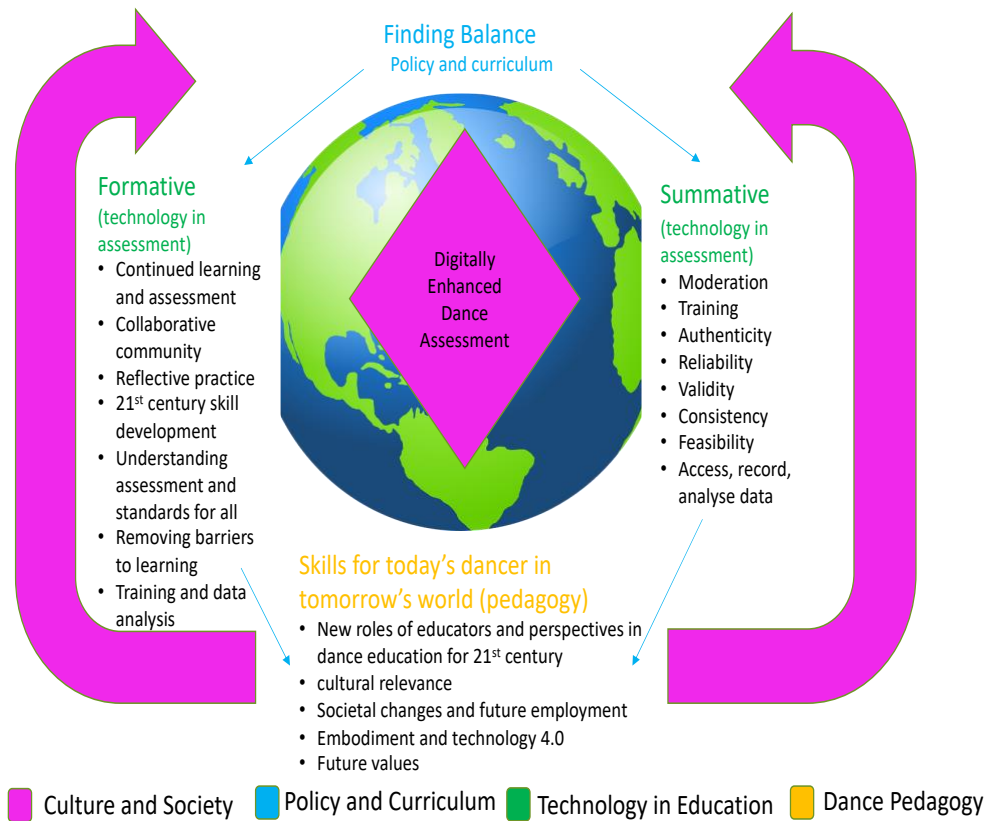 Finding Balance
Policy and curriculum
Formative
(technology in
assessment)
• Continued learning
and assessment
• Collaborative
community
• Reflective practice
• 21st century skill
development
• Understanding
assessment and
standards for all
• Removing barriers
to learning
• Training and data
analysis
Digitally
Enhanced
Dance
Assessment
Summative
(technology in
assessment)
• Moderation
• Training
• Authenticity
• Reliability
• Validity
• Consistency
• Feasibility
• Access, record,
analyse data
Skills for today’s dancer in
tomorrow’s world (pedagogy)
• New roles of educators and perspectives in
dance education for 21st century
• cultural relevance
• Societal changes and future employment
• Embodiment and technology 4.0
• Future values
Culture and Society
Policy and Curriculum
Technology in Education
Dance Pedagogy